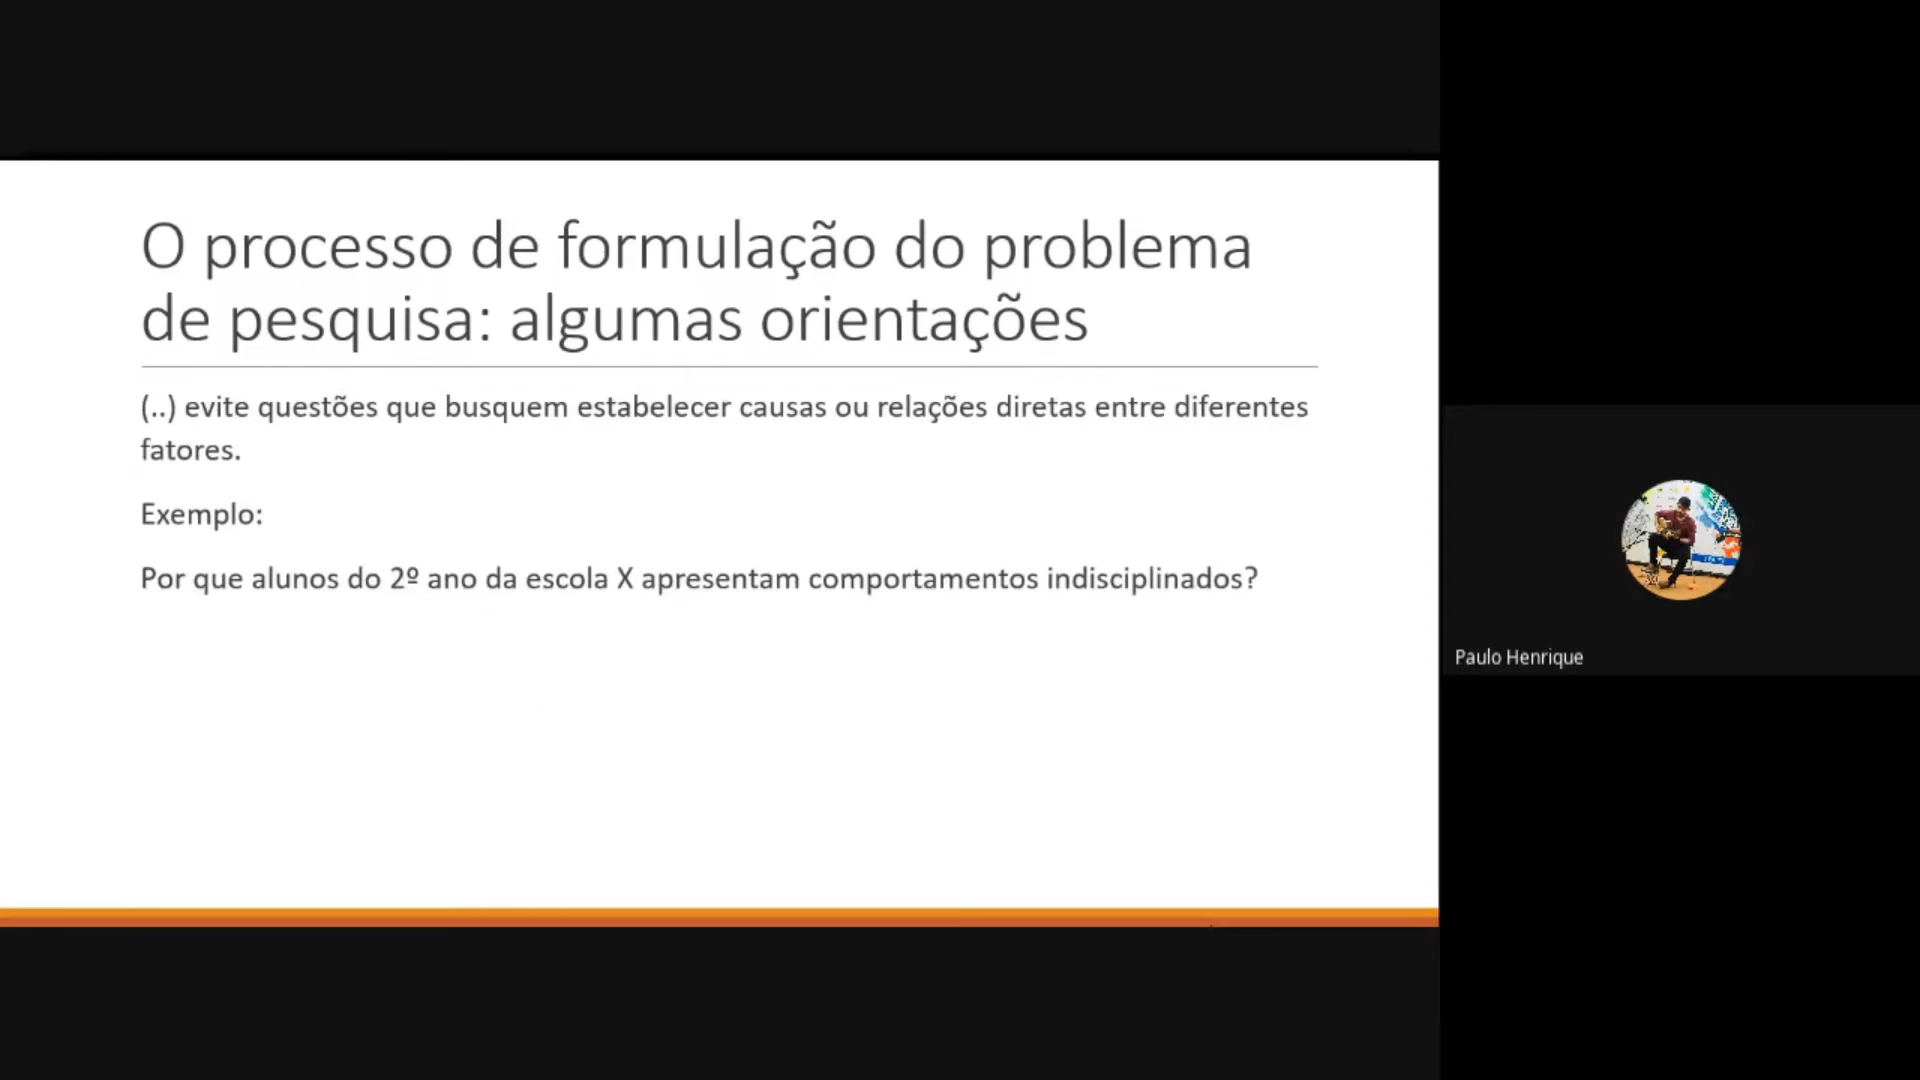 O processo de formulação do problema
de pesquisa: algumas orientações
(..) evite questões que busquem estabelecer causas ou relações diretas entre diferentes
fatores.
Exemplo:
Por que alunos do 2º ano da escola X apresentam comportamentos indisciplinados?
Paulo Henrique